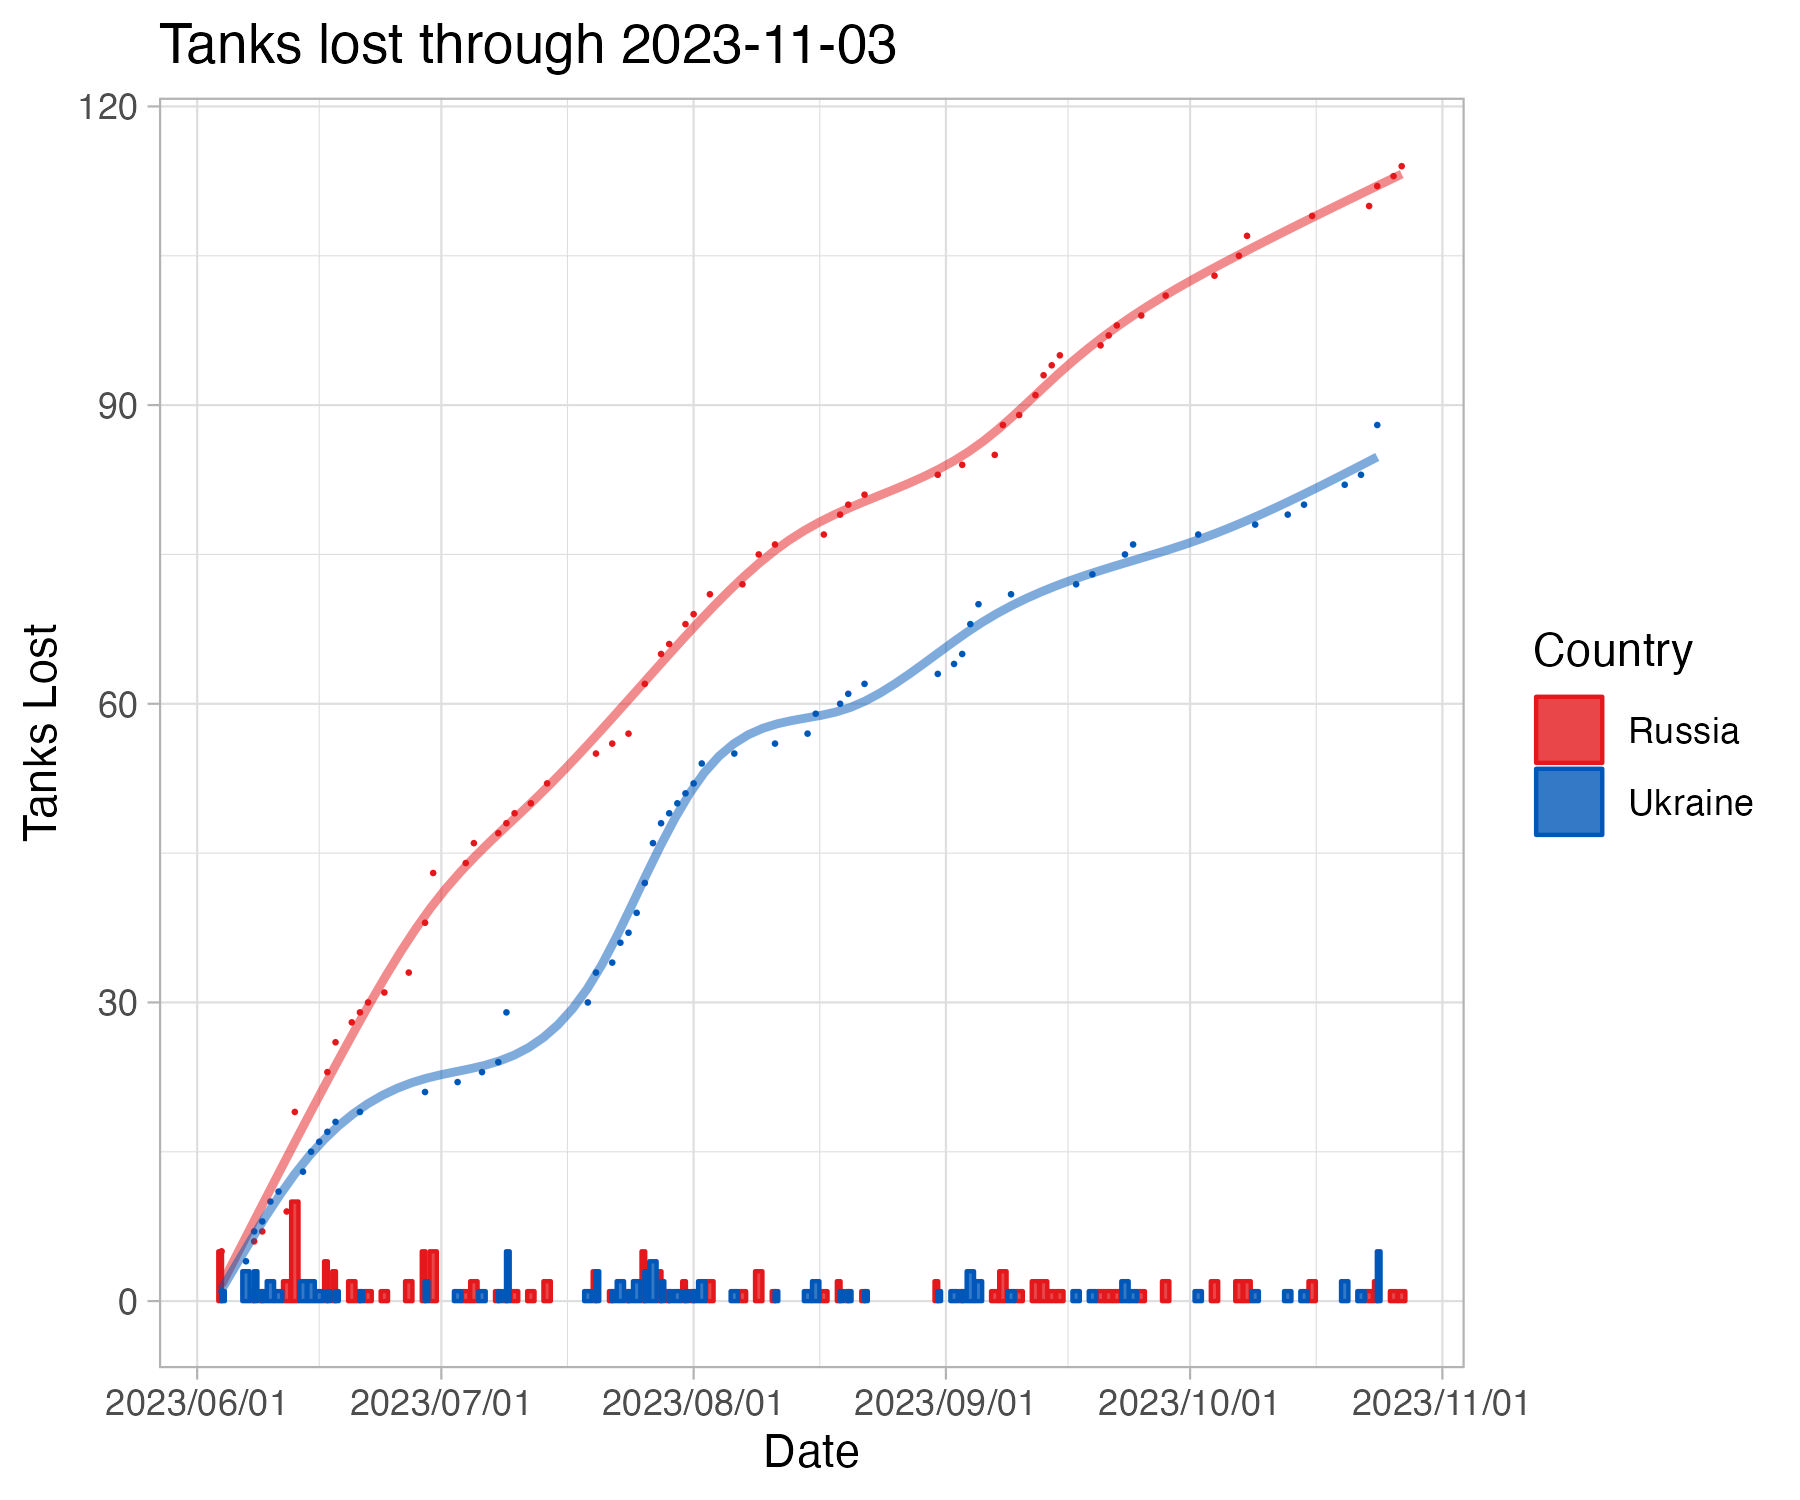 Tanks lost through 2023-11-03
120
90
60
30
0
Tanks Lost
2023/06/01
2023/07/01
2023/08/01
2023/09/01
2023/10/01
2023/11/01
Date
Country
Russia
Ukraine